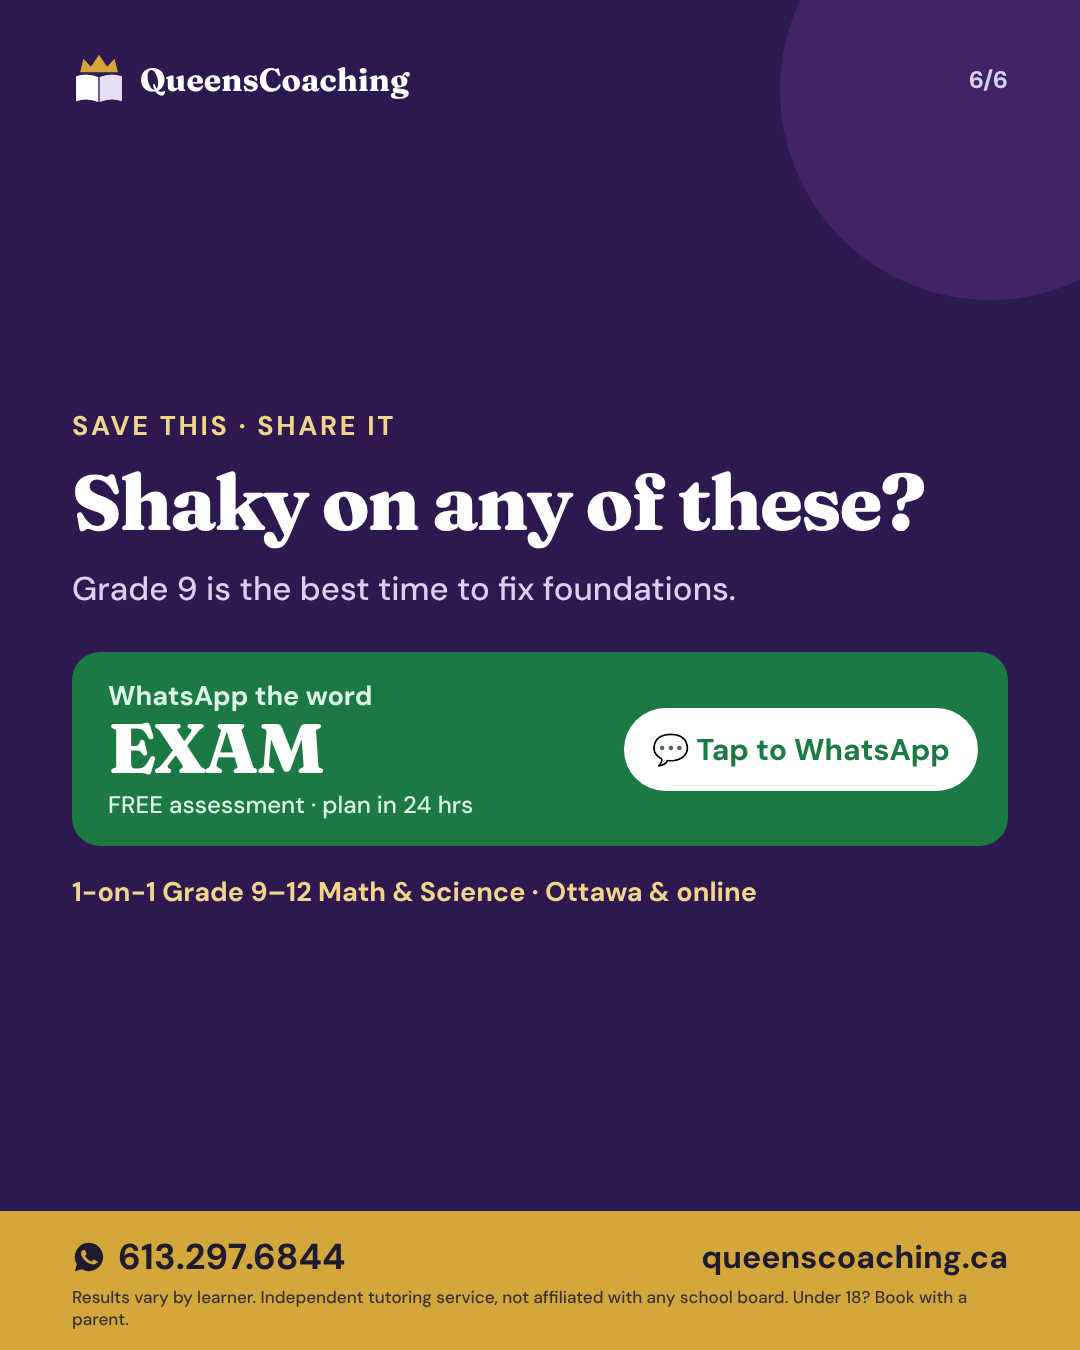 QueensCoaching
6/6
SAVE THIS · SHARE IT
Shaky on any of these?
Grade 9 is the best time to fix foundations.
WhatsApp the word
EXAM
FREE assessment · plan in 24 hrs
💬 Tap to WhatsApp
1-on-1 Grade 9–12 Math & Science · Ottawa & online
613.297.6844
queenscoaching.ca
Results vary by learner. Independent tutoring service, not affiliated with any school board. Under 18? Book with a
parent.